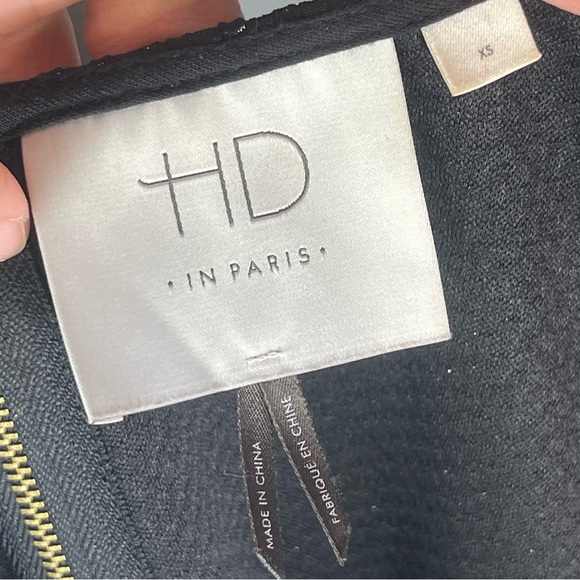 HD
• IN PARIS •
XS
MADE IN CHINA
FABRIQUÉ EN CHINE